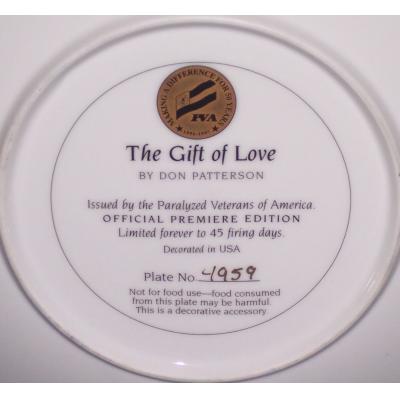 MAKING A DIFFERENCE FOR 50 YEARS
PVA
The Gift of Love
BY DON PATTERSON
Issued by the Paralyzed Veterans of America.
OFFICIAL PREMIERE EDITION
Limited forever to 45 firing days.
Decorated in USA
Plate No. 4959
Not for food use—food consumed
from this plate may be harmful.
This is a decorative accessory.